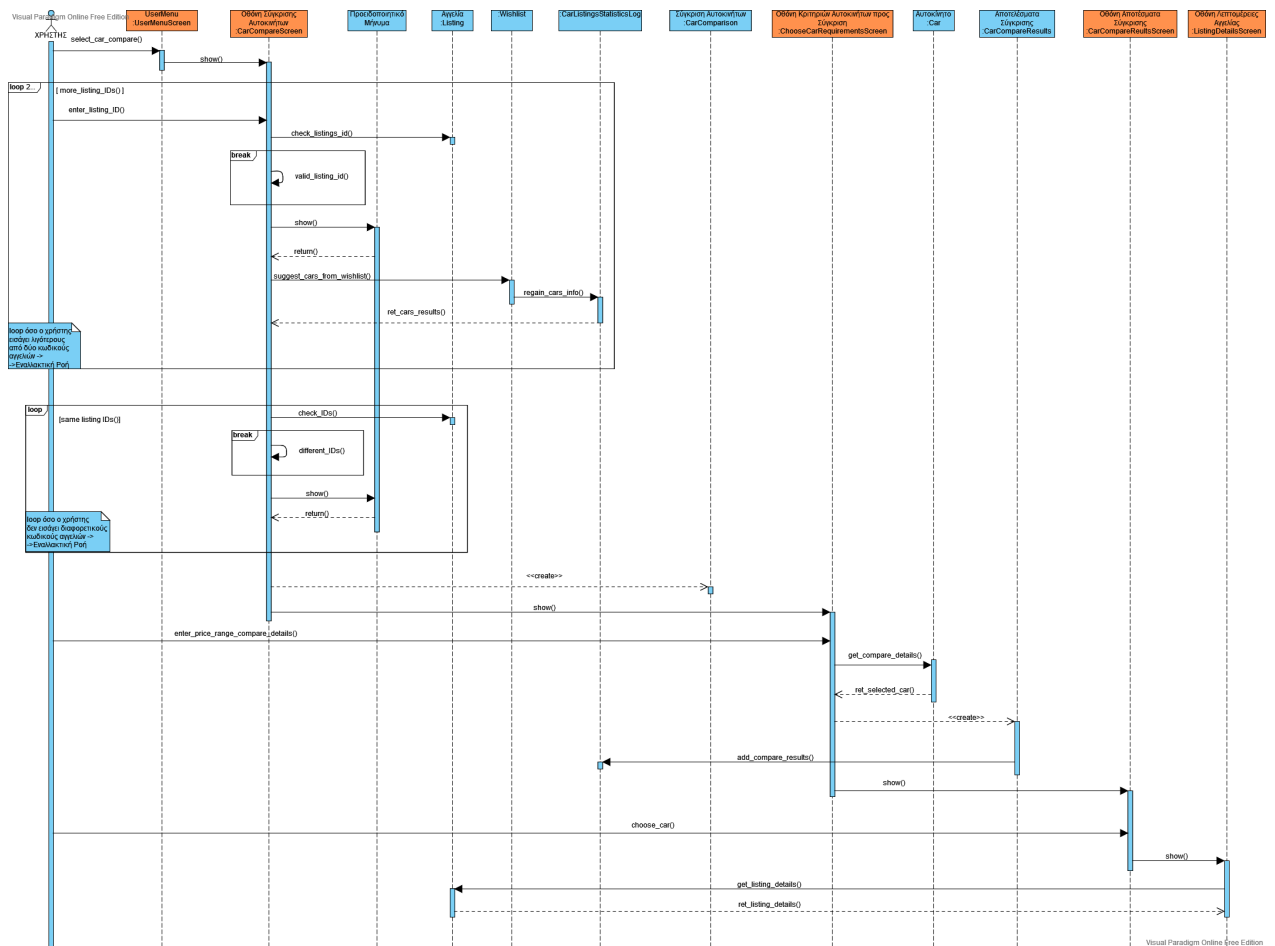 Visual Paradigm Online Free Edition
ΧΡΗΣΤΗΣ
UserMenu
:UserMenuScreen
Οθόνη Σύγκρισης
Αυτοκινήτων
:CarCompareScreen
Προειδοποιητικό
Μήνυμα
Αγγελία
:Listing
:Wishlist
:CarListingsStatisticsLog
Σύγκριση Αυτοκινήτων
:CarComparison
Οθόνη Κριτηριών Αυτοκινήτων προς
Σύγκριση
:ChooseCarRequirementsScreen
Αυτοκίνητο
:Car
Αποτελέσματα
Σύγκρισης
:CarCompareResults
Οθόνη Αποτέσματα
Σύγκρισης
:CarCompareReultsScreen
Οθόνη Λεπτομέρειες
Αγγελίας
:ListingDetailsScreen
select_car_compare()
show()
loop 2...
[ more_listing_IDs() ]
enter_listing_ID()
check_listings_id()
break
valid_listing_id()
show()
return()
suggest_cars_from_wishlist()
regain_cars_info()
ret_cars_results()
loop όσο ο χρήστης
εισάγει λιγότερους
από δύο κωδικούς
αγγελιών ->
->Εναλλακτική Ροή
loop
[same listing IDs()]
check_IDs()
break
different_IDs()
show()
return()
loop όσο ο χρήστης
δεν εισάγει διαφορετικούς
κωδικούς αγγελιών ->
->Εναλλακτική Ροή
<<create>>
show()
enter_price_range_compare_details()
get_compare_details()
ret_selected_car()
<<create>>
add_compare_results()
show()
choose_car()
show()
get_listing_details()
ret_listing_details()
Visual Paradigm Online Free Edition